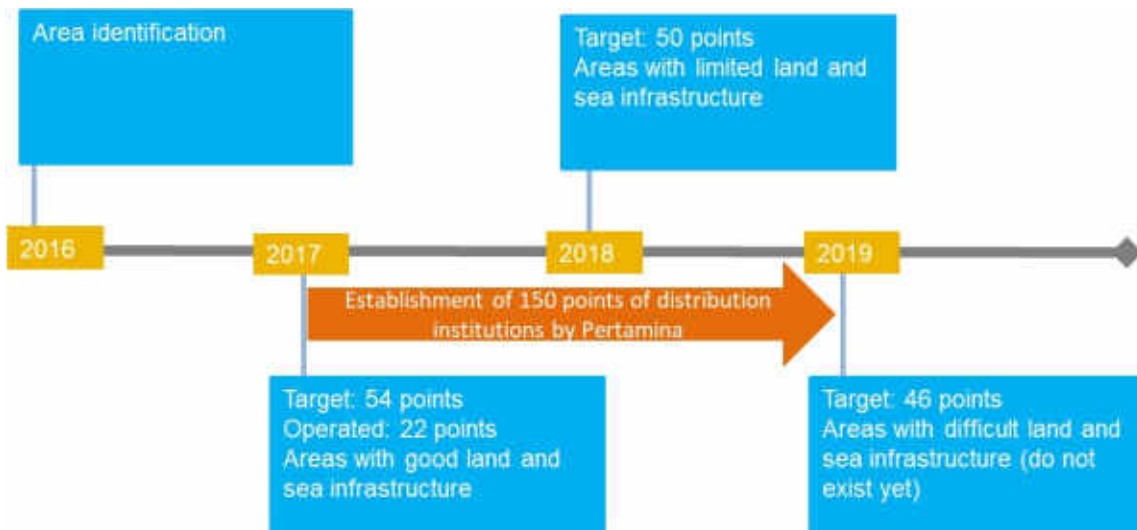 Area identification
Target: 50 points
Areas with limited land and
sea infrastructure
2016
2017
2018
2019
Establishment of 150 points of distribution
institutions by Pertamina
Target: 54 points
Operated: 22 points
Areas with good land and
sea infrastructure
Target: 46 points
Areas with difficult land and
sea infrastructure (do not
exist yet)